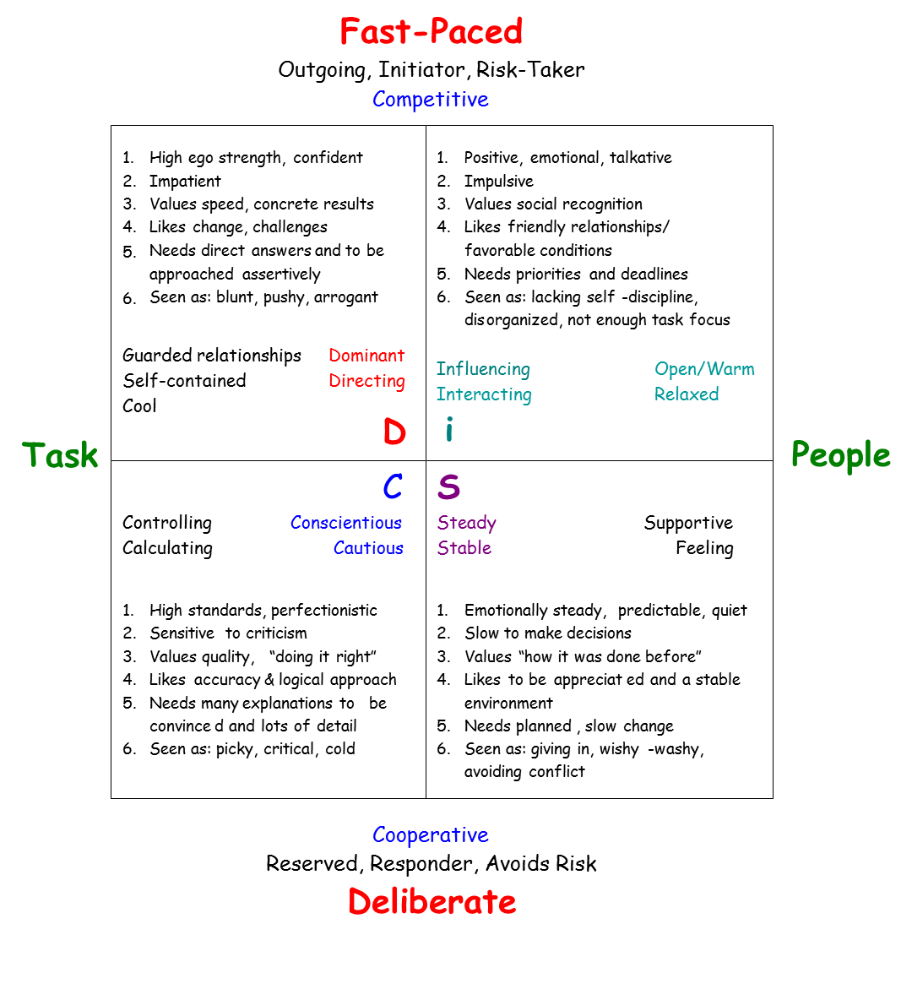 Fast-Paced
Outgoing, Initiator, Risk-Taker
Competitive
1. High ego strength, confident
2. Impatient
3. Values speed, concrete results
4. Likes change, challenges
5. Needs direct answers and to be
approached assertively
6. Seen as: blunt, pushy, arrogant
Guarded relationships Dominant
Self-contained Directing
Cool
D
1. Positive, emotional, talkative
2. Impulsive
3. Values social recognition
4. Likes friendly relationships/
favorable conditions
5. Needs priorities and deadlines
6. Seen as: lacking self -discipline,
disorganized, not enough task focus
Influencing Open/Warm
Interacting Relaxed
i
Task
People
C
Controlling Conscientious
Calculating Cautious
1. High standards, perfectionistic
2. Sensitive to criticism
3. Values quality, “doing it right”
4. Likes accuracy & logical approach
5. Needs many explanations to be
convince d and lots of detail
6. Seen as: picky, critical, cold
S
Steady Supportive
Stable Feeling
1. Emotionally steady, predictable, quiet
2. Slow to make decisions
3. Values “how it was done before”
4. Likes to be appreciat ed and a stable
environment
5. Needs planned , slow change
6. Seen as: giving in, wishy -washy,
avoiding conflict
Cooperative
Reserved, Responder, Avoids Risk
Deliberate